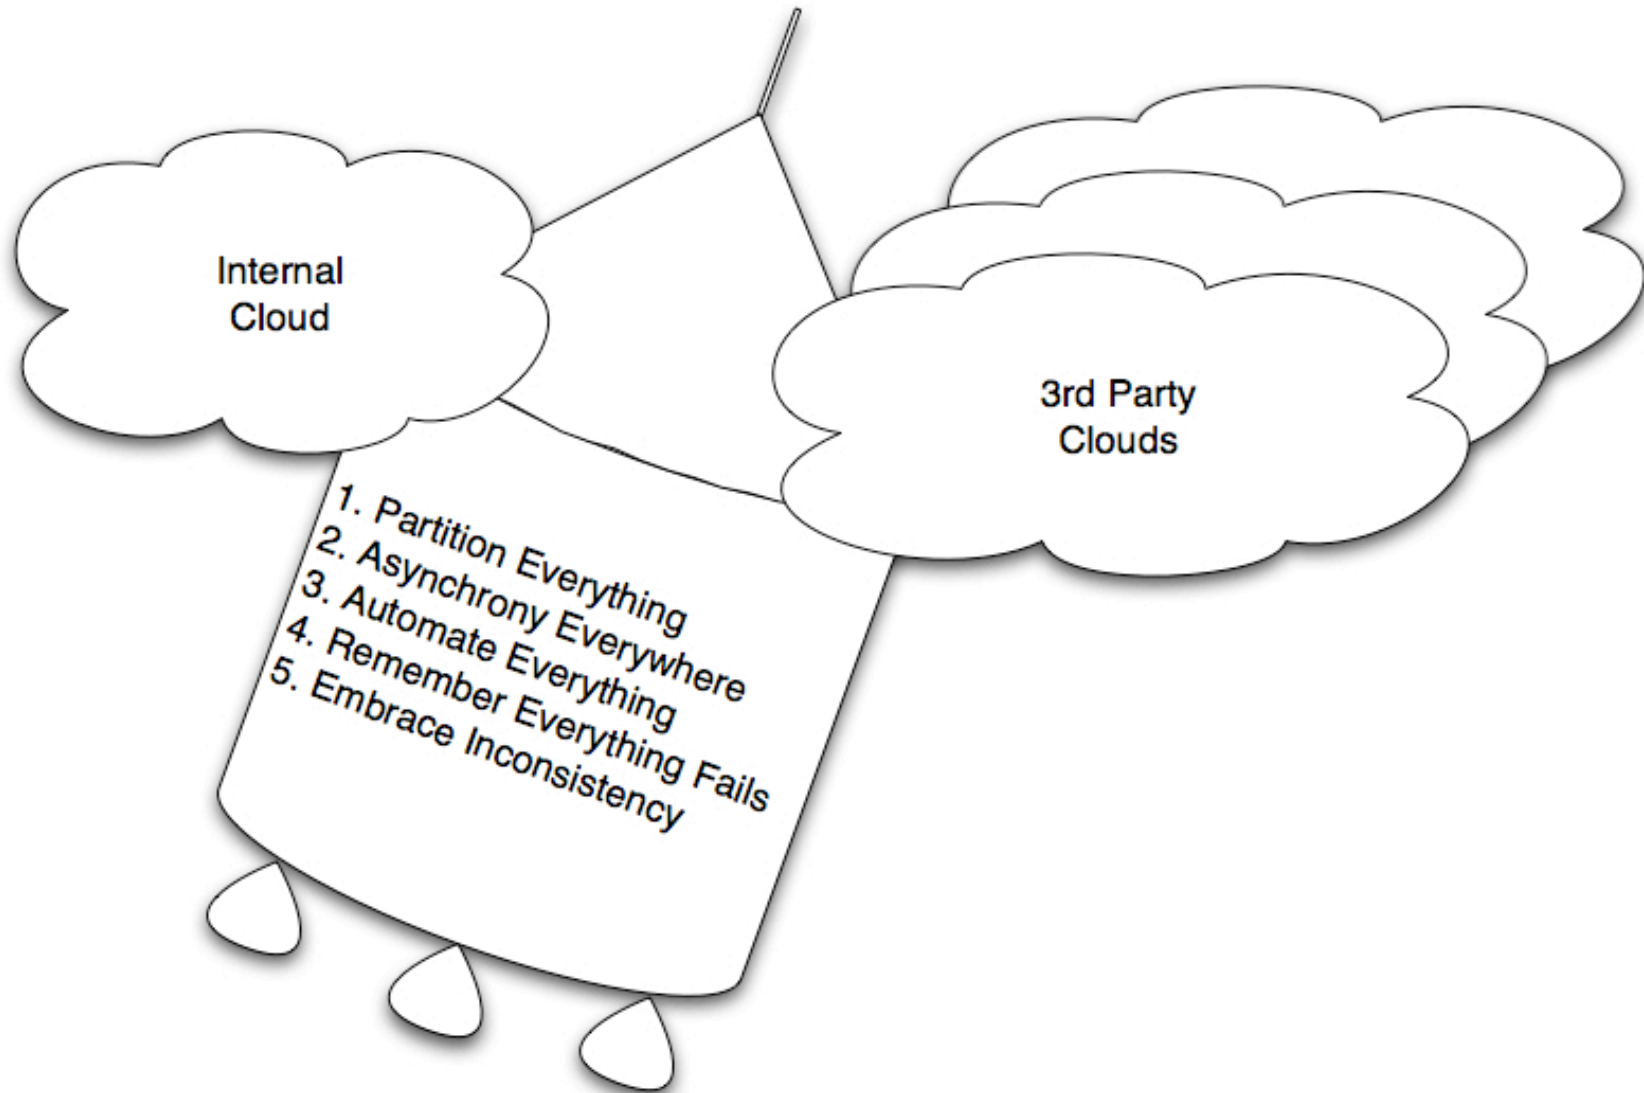 Internal
Cloud
3rd Party
Clouds
1. Partition Everything
2. Asynchrony Everywhere
3. Automate Everything
4. Remember Everything Fails
5. Embrace Inconsistency